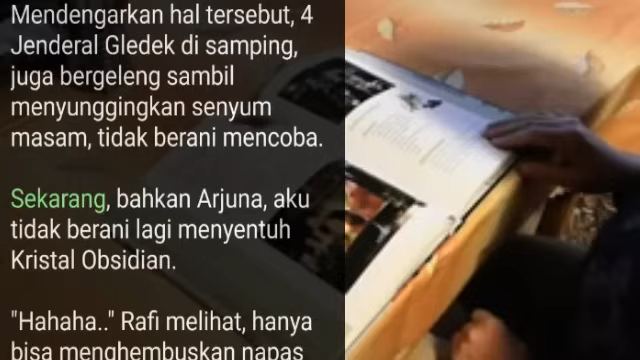 Mendengarkan hal tersebut, 4
Jenderal Gledek di samping,
juga bergeleng sambil
menyunggingkan senyum
masam, tidak berani mencoba.
Sekarang, bahkan Arjuna, aku
tidak berani lagi menyentuh
Kristal Obsidian.
"Hahaha.." Rafi melihat, hanya
bisa menghembuskan napas